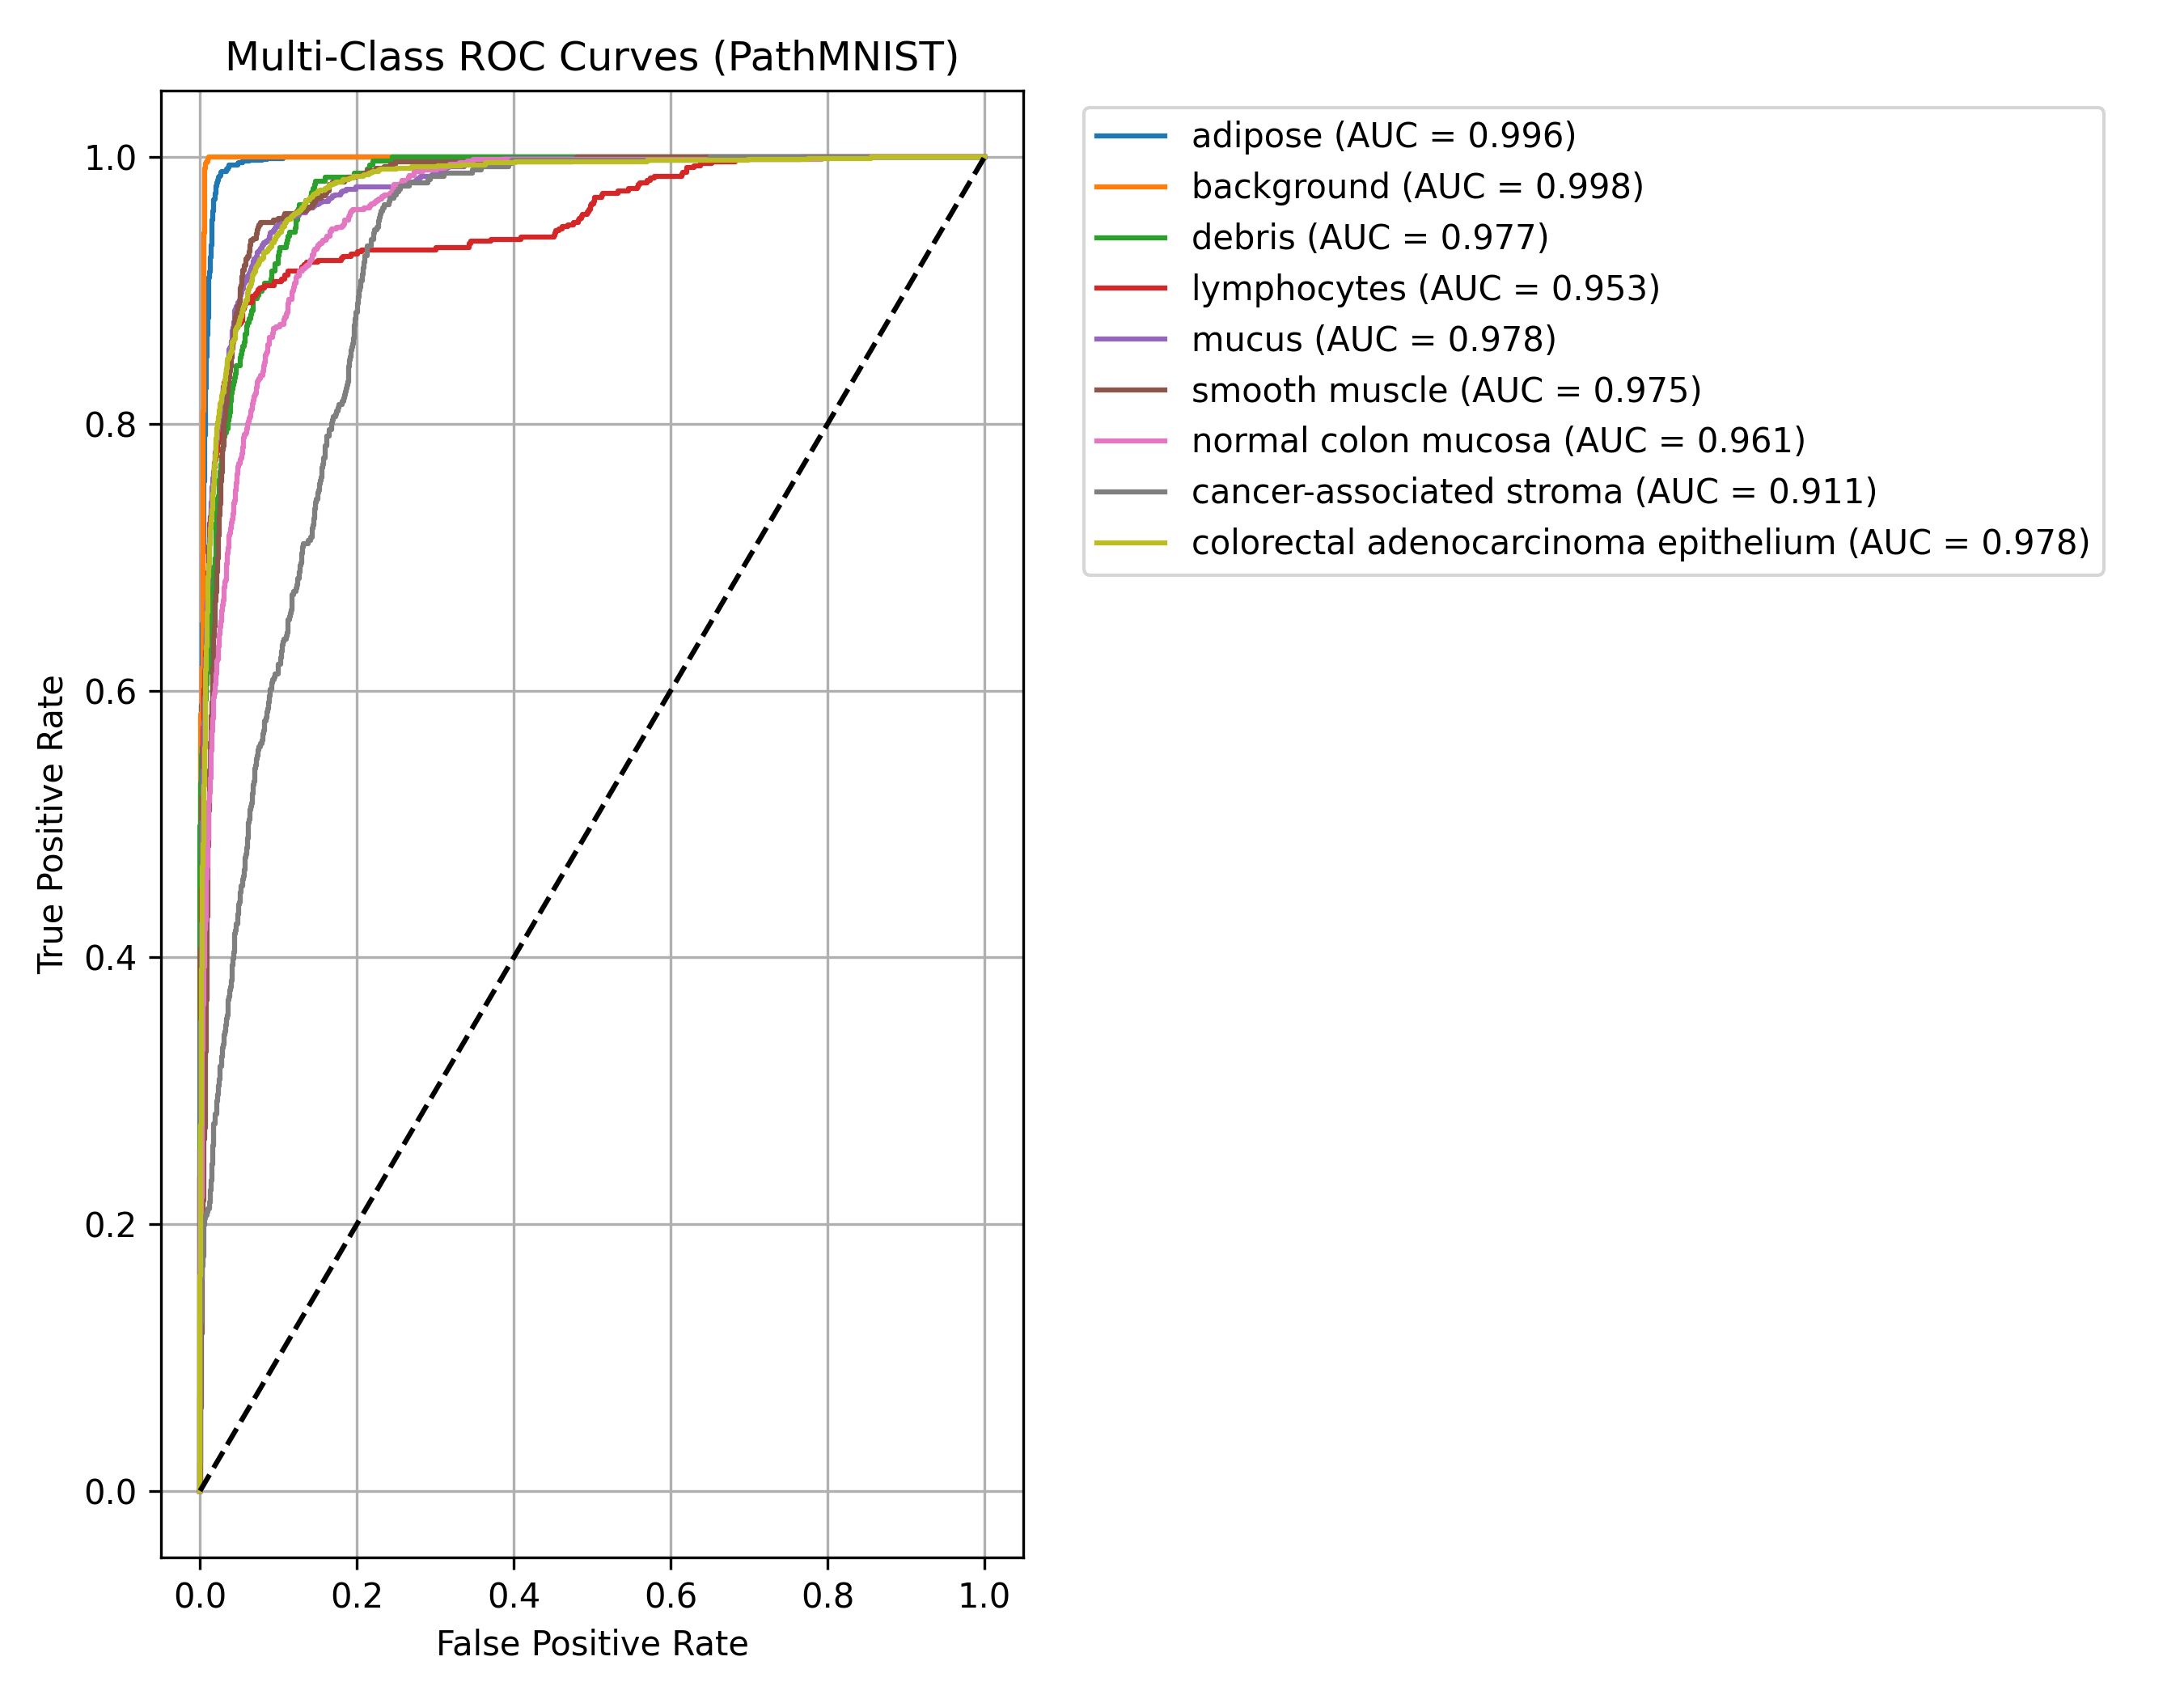 Multi-Class ROC Curves (PathMNIST)
adipose (AUC = 0.996)
background (AUC = 0.998)
debris (AUC = 0.977)
lymphocytes (AUC = 0.953)
mucus (AUC = 0.978)
smooth muscle (AUC = 0.975)
normal colon mucosa (AUC = 0.961)
cancer-associated stroma (AUC = 0.911)
colorectal adenocarcinoma epithelium (AUC = 0.978)
True Positive Rate
1.0
0.8
0.6
0.4
0.2
0.0
0.0 0.2 0.4 0.6 0.8 1.0
False Positive Rate